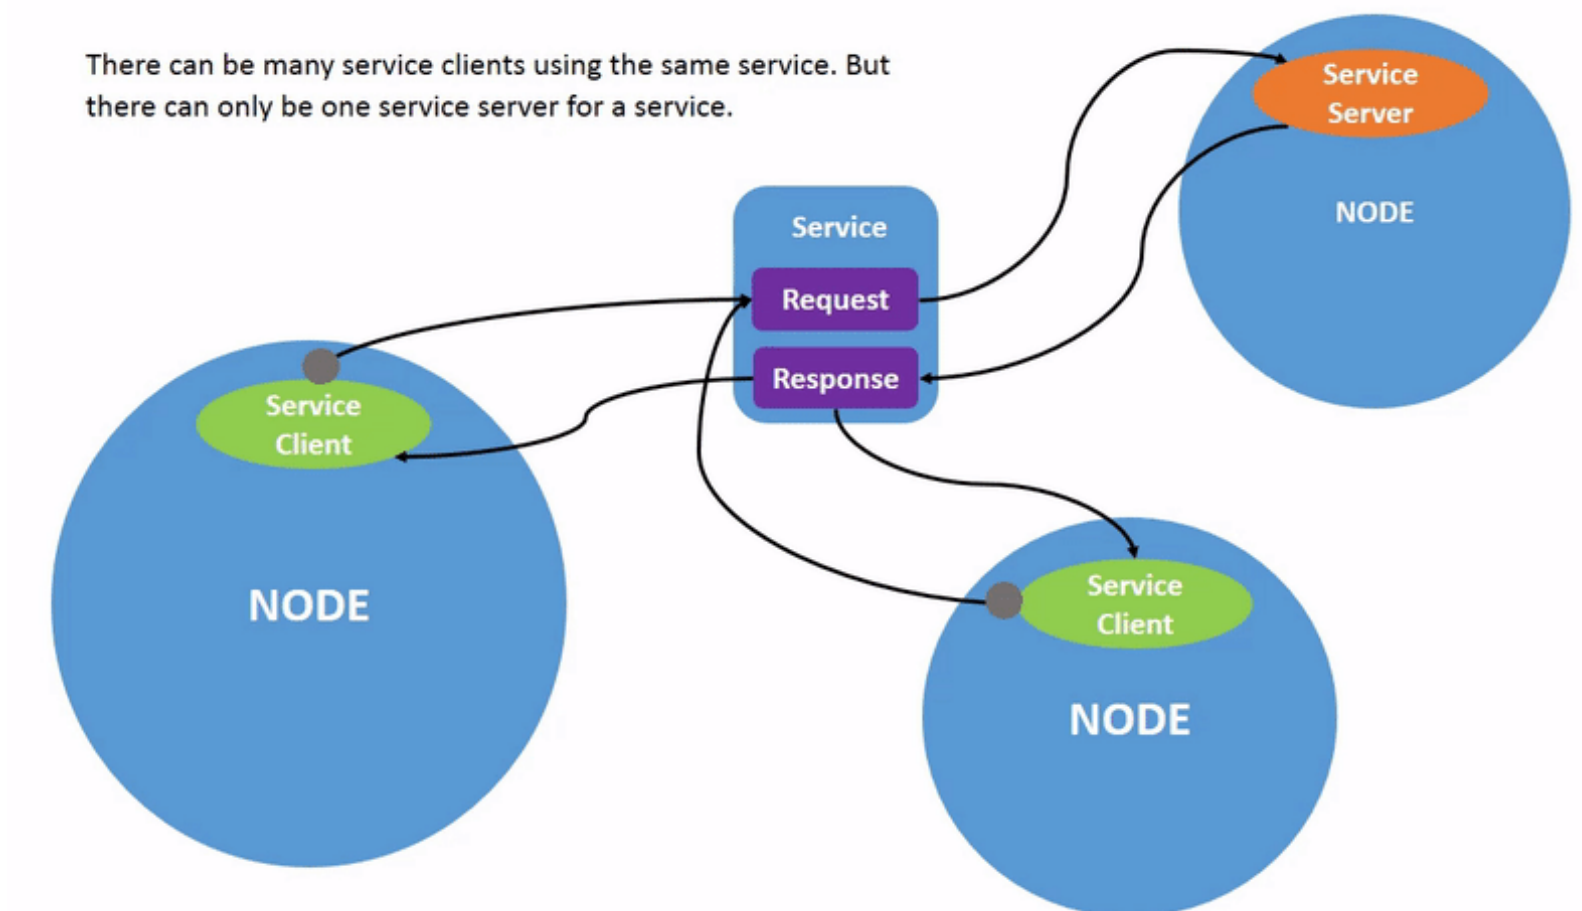 There can be many service clients using the same service. But
there can only be one service server for a service.
Service
Server
NODE
Service
Request
Response
Service
Client
NODE
Service
Client
NODE